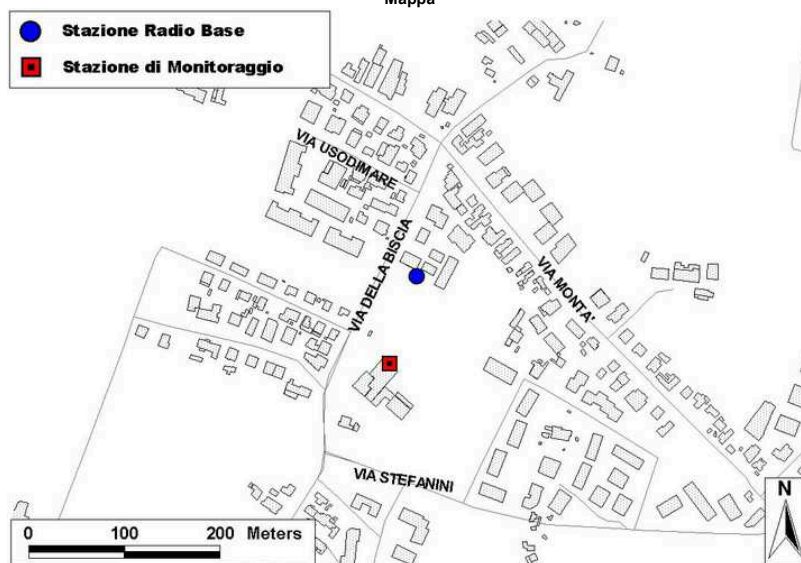 Mappa
Stazione Radio Base
Stazione di Monitoraggio
VIA USODIMARE
VIA DELLA BISCIA
VIA MONTA'
VIA STEFANINI
0 100 200 Meters
N